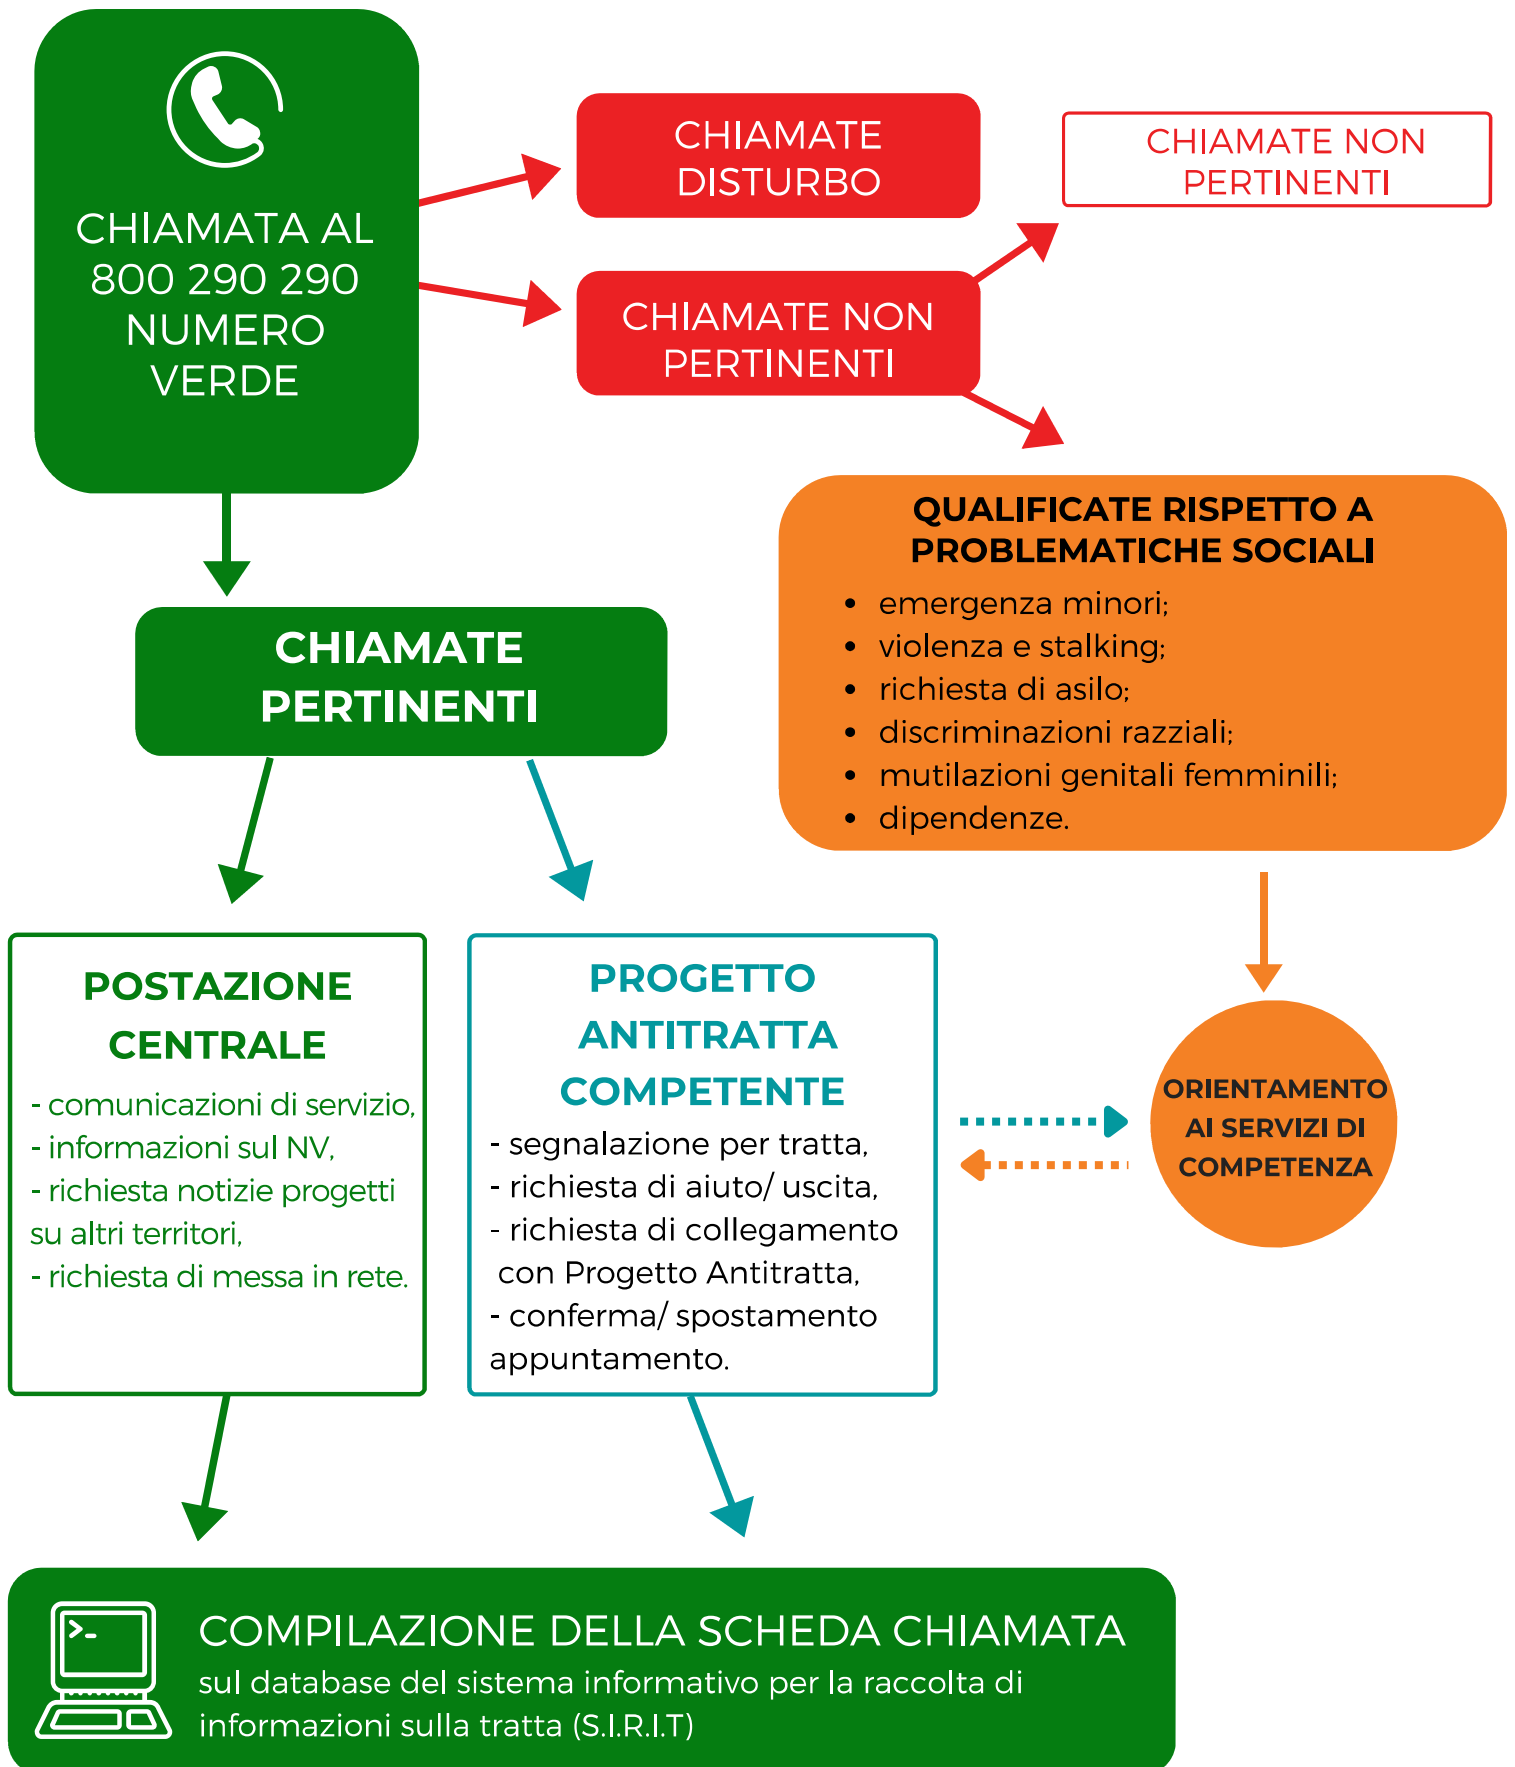 CHIAMATA AL
800 290 290
NUMERO
VERDE
CHIAMATE
DISTURBO
CHIAMATE NON
PERTINENTI
CHIAMATE NON
PERTINENTI
QUALIFICATE RISPETTO A
PROBLEMATICHE SOCIALI
• emergenza minori;
• violenza e stalking;
• richiesta di asilo;
• discriminazioni razziali;
• mutilazioni genitali femminili;
• dipendenze.
CHIAMATE
PERTINENTI
POSTAZIONE
CENTRALE
- comunicazioni di servizio,
- informazioni sul NV,
- richiesta notizie progetti
su altri territori,
- richiesta di messa in rete.
PROGETTO
ANTITRATTA
COMPETENTE
- segnalazione per tratta,
- richiesta di aiuto/ uscita,
- richiesta di collegamento
con Progetto Antitratta,
- conferma/ spostamento
appuntamento.
ORIENTAMENTO
AI SERVIZI DI
COMPETENZA
>-
COMPILAZIONE DELLA SCHEDA CHIAMATA
sul database del sistema informativo per la raccolta di
informazioni sulla tratta (S.I.R.I.T)